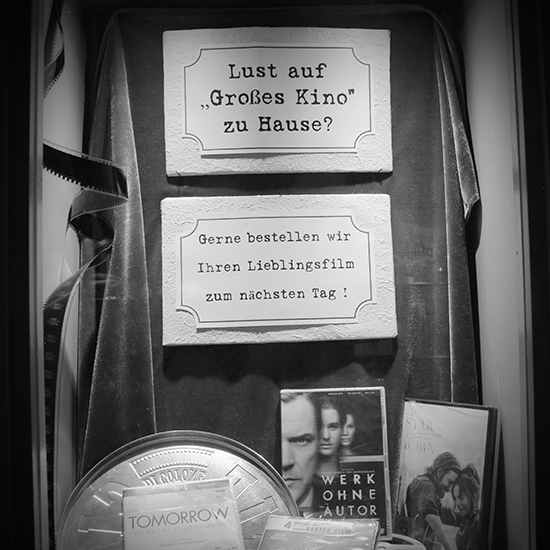 Lust auf
„Großes Kino"
zu Hause?
Gerne bestellen wir
Ihren Lieblingsfilm
zum nächsten Tag !
WERK
OHNE
AUTOR
TOMORROW